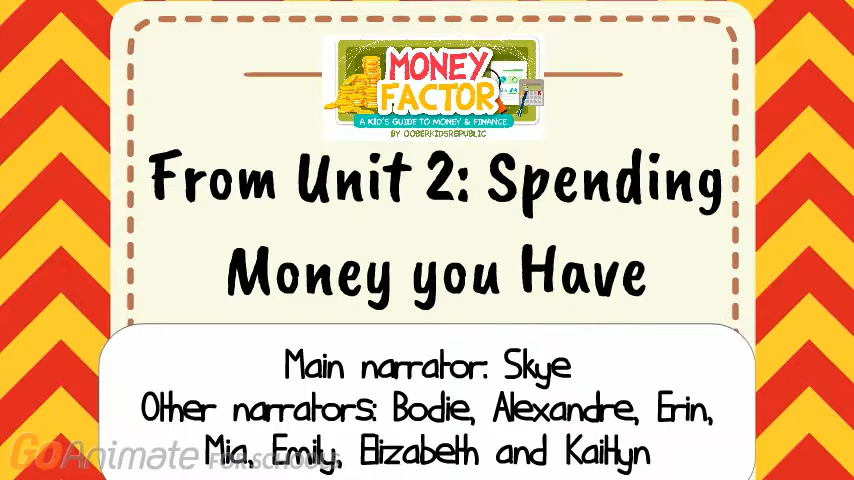 MONEY
FACTOR
A KID'S GUIDE TO MONEY & FINANCE
BY OOBERKIDSREPUBLIC
From Unit 2: Spending
Money you Have
Main narrator: Skye
Other narrators: Bodie, Alexandre, Erin,
Mia, Emily, Elizabeth and Kaitlyn
GoAnimate FOR SCHOOLS